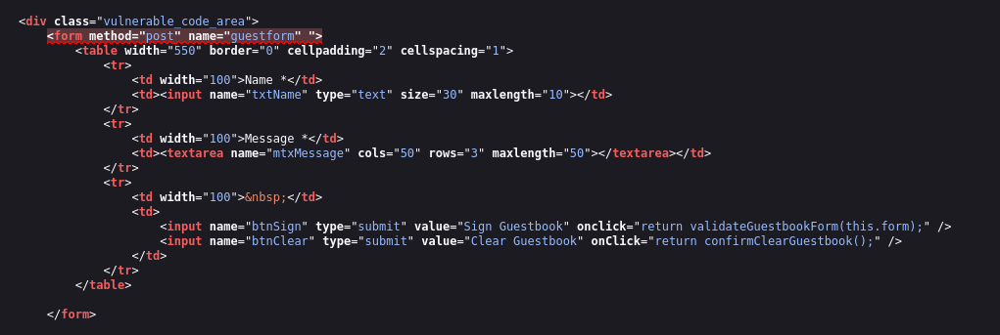 <div class="vulnerable_code_area">
<form method="post" name="guestform" ">
<table width="550" border="0" cellpadding="2" cellspacing="1">
<tr>
<td width="100">Name *</td>
<td><input name="txtName" type="text" size="30" maxlength="10"></td>
</tr>
<tr>
<td width="100">Message *</td>
<td><textarea name="mtxMessage" cols="50" rows="3" maxlength="50"></textarea></td>
</tr>
<tr>
<td width="100">&nbsp;</td>
<td>
<input name="btnSign" type="submit" value="Sign Guestbook" onclick="return validateGuestbookForm(this.form);" />
<input name="btnClear" type="submit" value="Clear Guestbook" onClick="return confirmClearGuestbook();" />
</td>
</tr>
</table>
</form>